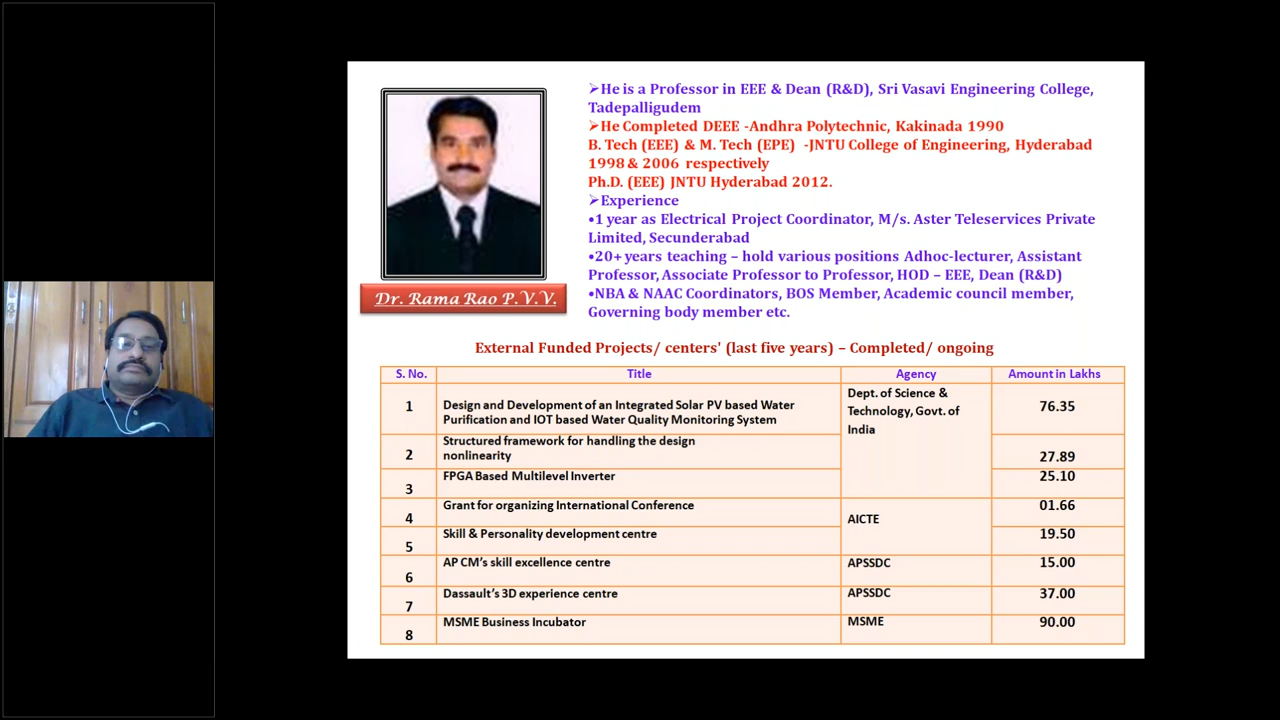 ➢He is a Professor in EEE & Dean (R&D), Sri Vasavi Engineering College,
Tadepalligudem
➢He Completed DEEE -Andhra Polytechnic, Kakinada 1990
B. Tech (EEE) & M. Tech (EPE) -JNTU College of Engineering, Hyderabad
1998 & 2006 respectively
Ph.D. (EEE) JNTU Hyderabad 2012.
➢Experience
•1 year as Electrical Project Coordinator, M/s. Aster Teleservices Private
Limited, Secunderabad
•20+ years teaching – hold various positions Adhoc-lecturer, Assistant
Professor, Associate Professor to Professor, HOD – EEE, Dean (R&D)
•NBA & NAAC Coordinators, BOS Member, Academic council member,
Governing body member etc.
Dr. Rama Rao P.V.V.
External Funded Projects/ centers' (last five years) – Completed/ ongoing
S. No. Title Agency Amount in Lakhs
1 Design and Development of an Integrated Solar PV based Water
Purification and IOT based Water Quality Monitoring System
Dept. of Science &
Technology, Govt. of
India
76.35
2 Structured framework for handling the design
nonlinearity
27.89
3 FPGA Based Multilevel Inverter 25.10
4 Grant for organizing International Conference AICTE 01.66
5 Skill & Personality development centre 19.50
6 AP CM's skill excellence centre APSSDC 15.00
7 Dassault's 3D experience centre APSSDC 37.00
8 MSME Business Incubator MSME 90.00